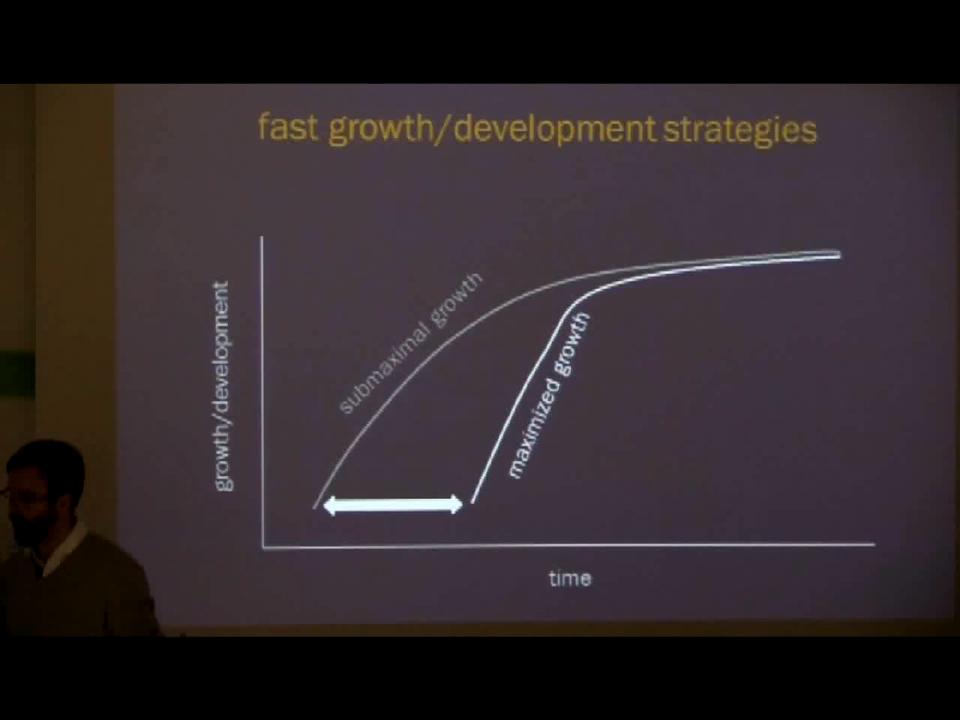 fast growth/development strategies
growth/development
submaximal growth
maximized growth
time